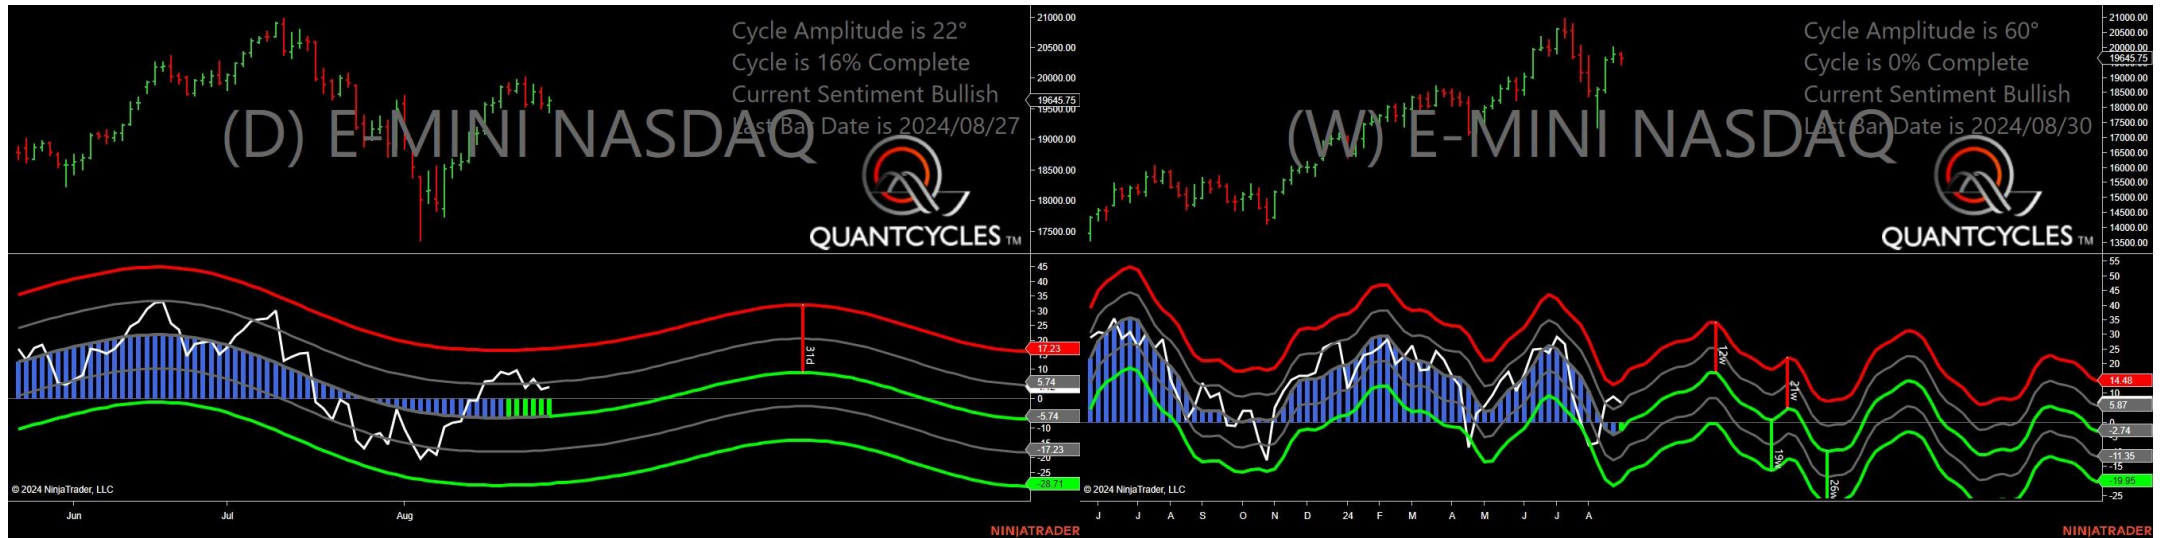 Cycle Amplitude is 22°
Cycle is 16% Complete
Current Sentiment Bullish
Last Bar Date is 2024/08/27
(D) E-MINI NASDAQ
QUANTCYCLES TM
21000.00
20500.00
20000.00
19645.75
19500.00
19000.00
18500.00
18000.00
17500.00
45
40
35
30
25
20
17.23
15
10
5.74
0
-5.74
-10
-15
-17.23
-20
-25
-28.71
31d
© 2024 NinjaTrader, LLC
Jun
Jul
Aug
NINJATRADER
Cycle Amplitude is 60°
Cycle is 0% Complete
Current Sentiment Bullish
Last Bar Date is 2024/08/30
(W) E-MINI NASDAQ
QUANTCYCLES TM
21000.00
20500.00
20000.00
19645.75
19000.00
18500.00
18000.00
17500.00
17000.00
16500.00
16000.00
15500.00
15000.00
14500.00
14000.00
13500.00
55
50
45
40
35
30
25
20
14.48
10
5.87
0
-2.74
-11.35
-15
-19.95
-25
12w
21w
19w
26w
© 2024 NinjaTrader, LLC
J J A S O N D 24 F M A M J J A
NINJATRADER